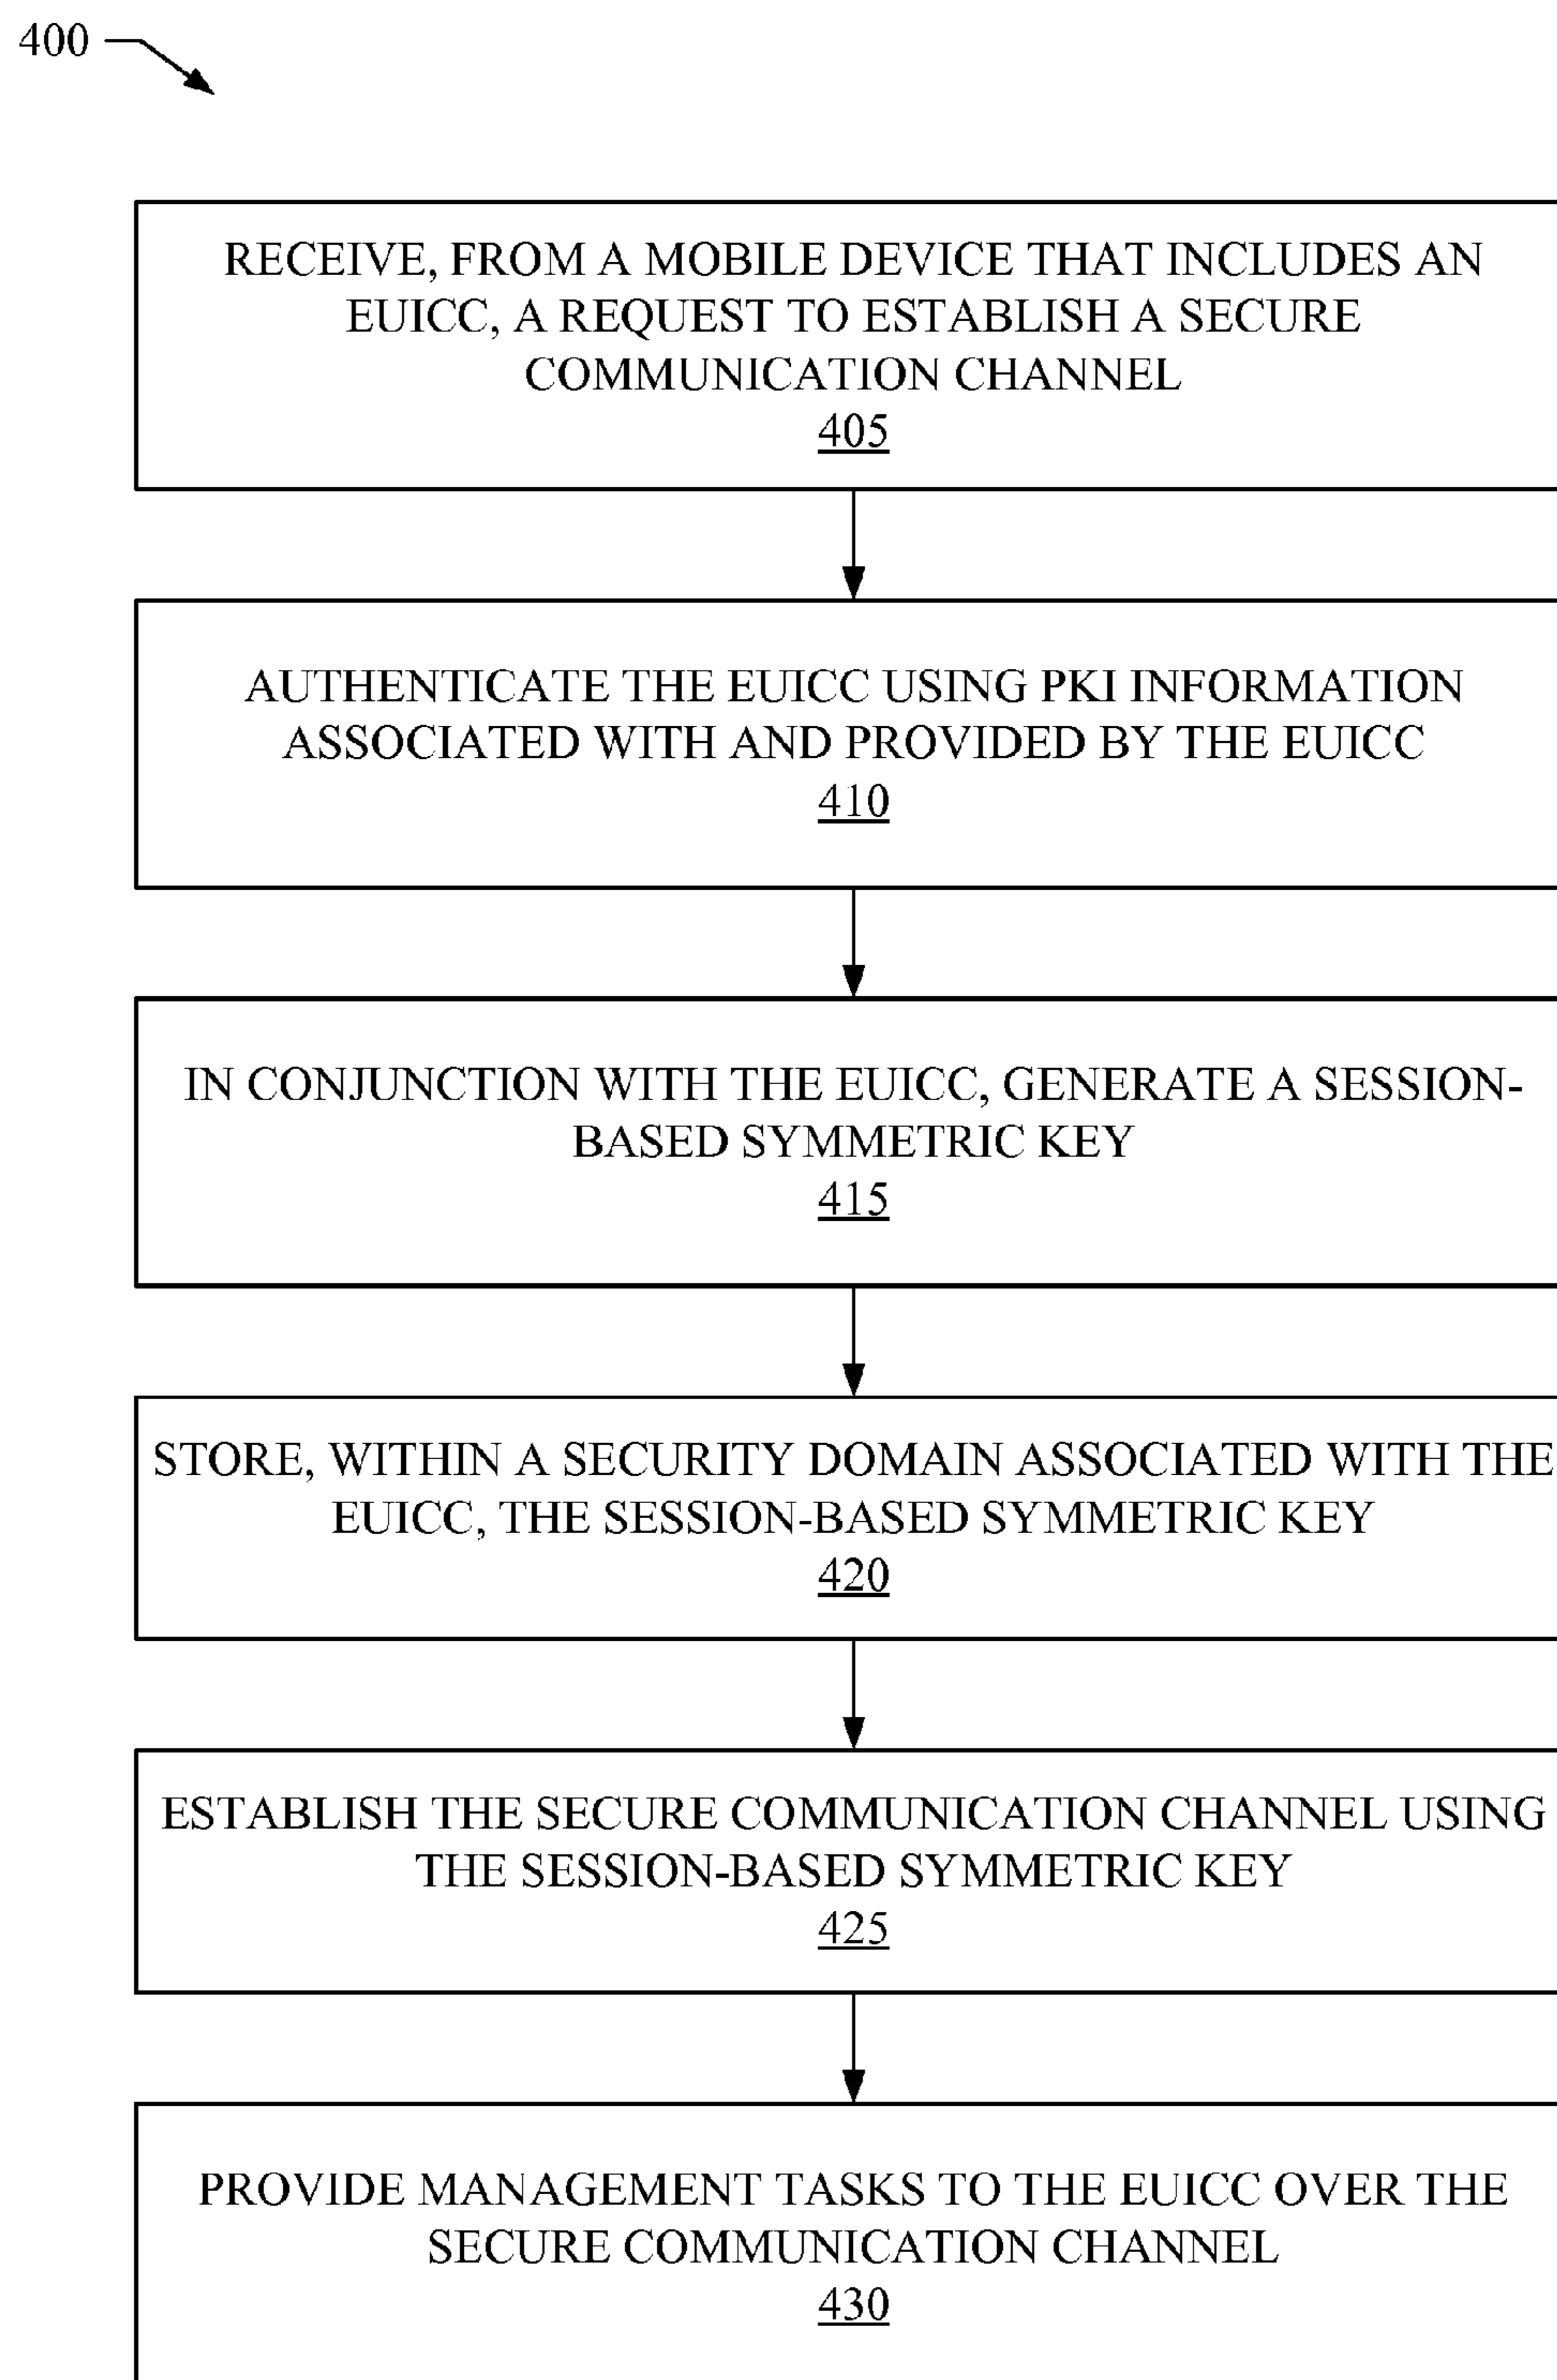 400
RECEIVE, FROM A MOBILE DEVICE THAT INCLUDES AN
EUICC, A REQUEST TO ESTABLISH A SECURE
COMMUNICATION CHANNEL
405
AUTHENTICATE THE EUICC USING PKI INFORMATION
ASSOCIATED WITH AND PROVIDED BY THE EUICC
410
IN CONJUNCTION WITH THE EUICC, GENERATE A SESSION-
BASED SYMMETRIC KEY
415
STORE, WITHIN A SECURITY DOMAIN ASSOCIATED WITH THE
EUICC, THE SESSION-BASED SYMMETRIC KEY
420
ESTABLISH THE SECURE COMMUNICATION CHANNEL USING
THE SESSION-BASED SYMMETRIC KEY
425
PROVIDE MANAGEMENT TASKS TO THE EUICC OVER THE
SECURE COMMUNICATION CHANNEL
430